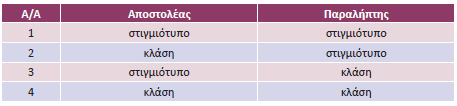 Α/Α Αποστολέας Παραλήπτης
1 στιγμιότυπο στιγμιότυπο
2 κλάση στιγμιότυπο
3 στιγμιότυπο κλάση
4 κλάση κλάση